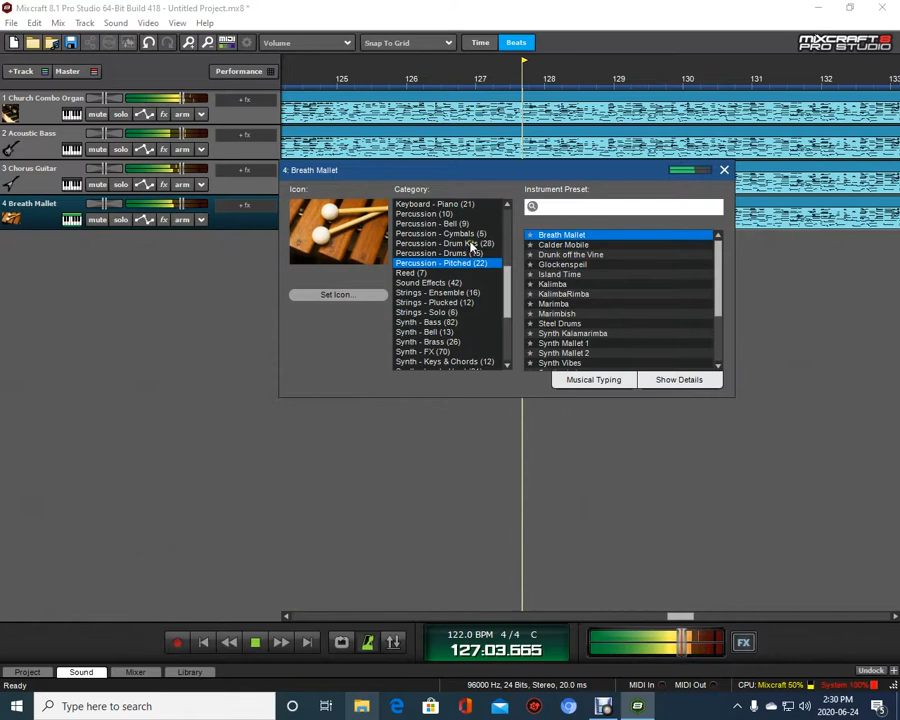 Mixcraft 8.1 Pro Studio 64-Bit Build 418 - Untitled Project.mx8 *
File Edit Mix Track Sound Video View Help
Volume Snap To Grid Time Beats MIXCRAFT 8 PRO STUDIO
+Track Master Performance 125 126 127 128 129 130 131 132 133
1 Church Combo Organ + fx
mute solo fx arm
2 Acoustic Bass + fx
mute solo fx arm
3 Chorus Guitar + fx
mute solo fx arm
4 Breath Mallet + fx
mute solo fx arm
4: Breath Mallet
Icon: Category: Instrument Preset:
Set Icon...
Keyboard - Piano (21)
Percussion (10)
Percussion - Bell (9)
Percussion - Cymbals (5)
Percussion - Drum Kits (28)
Percussion - Drums (15)
Percussion - Pitched (22)
Reed (7)
Sound Effects (42)
Strings - Ensemble (16)
Strings - Plucked (12)
Strings - Solo (6)
Synth - Bass (82)
Synth - Bell (13)
Synth - Brass (26)
Synth - FX (70)
Synth - Keys & Chords (12)
Breath Mallet
Calder Mobile
Drunk off the Vine
Glockenspeil
Island Time
Kalimba
KalimbaRimba
Marimba
Marimbish
Steel Drums
Synth Kalamarimba
Synth Mallet 1
Synth Mallet 2
Synth Vibes
Musical Typing Show Details
122.0 BPM 4 / 4 C
127:03.665
FX
Project Sound Mixer Library Undock
Ready 96000 Hz, 24 Bits, Stereo, 20.0 ms MIDI In MIDI Out CPU: Mixcraft 50% System 100%
Type here to search 2:30 PM
2020-06-24
5